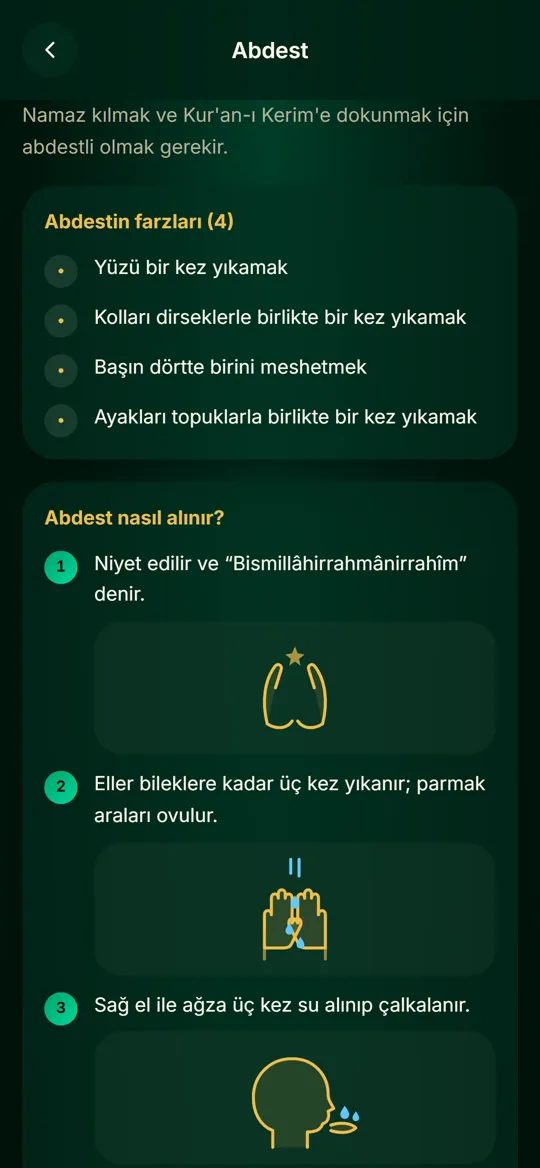 Abdest
Namaz kılmak ve Kur'an-ı Kerim'e dokunmak için
abdestli olmak gerekir.
Abdestin farzları (4)
Yüzü bir kez yıkamak
Kolları dirseklerle birlikte bir kez yıkamak
Başın dörtte birini meshetmek
Ayakları topuklarla birlikte bir kez yıkamak
Abdest nasıl alınır?
1 Niyet edilir ve “Bismillâhirrahmânirrahîm”
denir.
2 Eller bileklere kadar üç kez yıkanır; parmak
araları ovulur.
3 Sağ el ile ağza üç kez su alınıp çalkalanır.